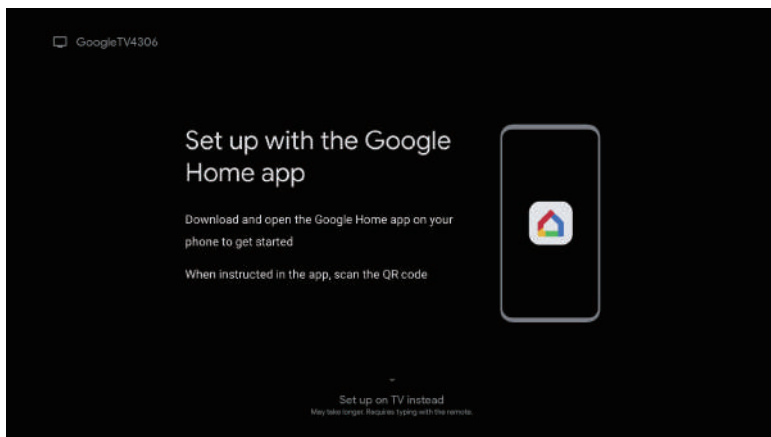 GoogleTV4306
Set up with the Google
Home app
Download and open the Google Home app on your
phone to get started
When instructed in the app, scan the QR code
Set up on TV instead
May take longer. Requires typing with the remote.